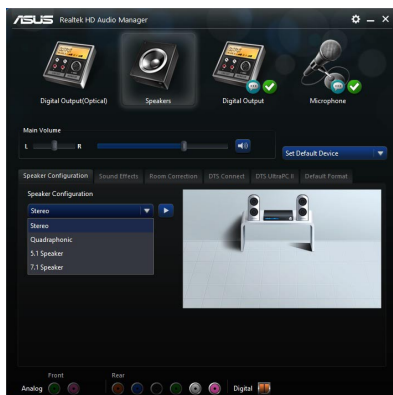 ASUS Realtek HD Audio Manager
Digital Output(Optical)
Speakers
Digital Output
Microphone
Main Volume
L R
Set Default Device
Speaker Configuration Sound Effects Room Correction DTS Connect DTS UltraPC II Default Format
Speaker Configuration
Stereo
Stereo
Quadraphonic
5.1 Speaker
7.1 Speaker
Front Rear
Analog Digital